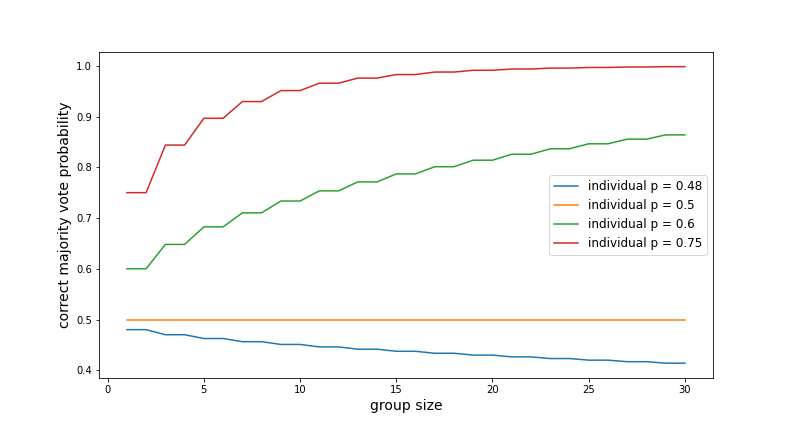 1.0
0.9
0.8
0.7
0.6
0.5
0.4
correct majority vote probability
individual p = 0.48
individual p = 0.5
individual p = 0.6
individual p = 0.75
0 5 10 15 20 25 30
group size